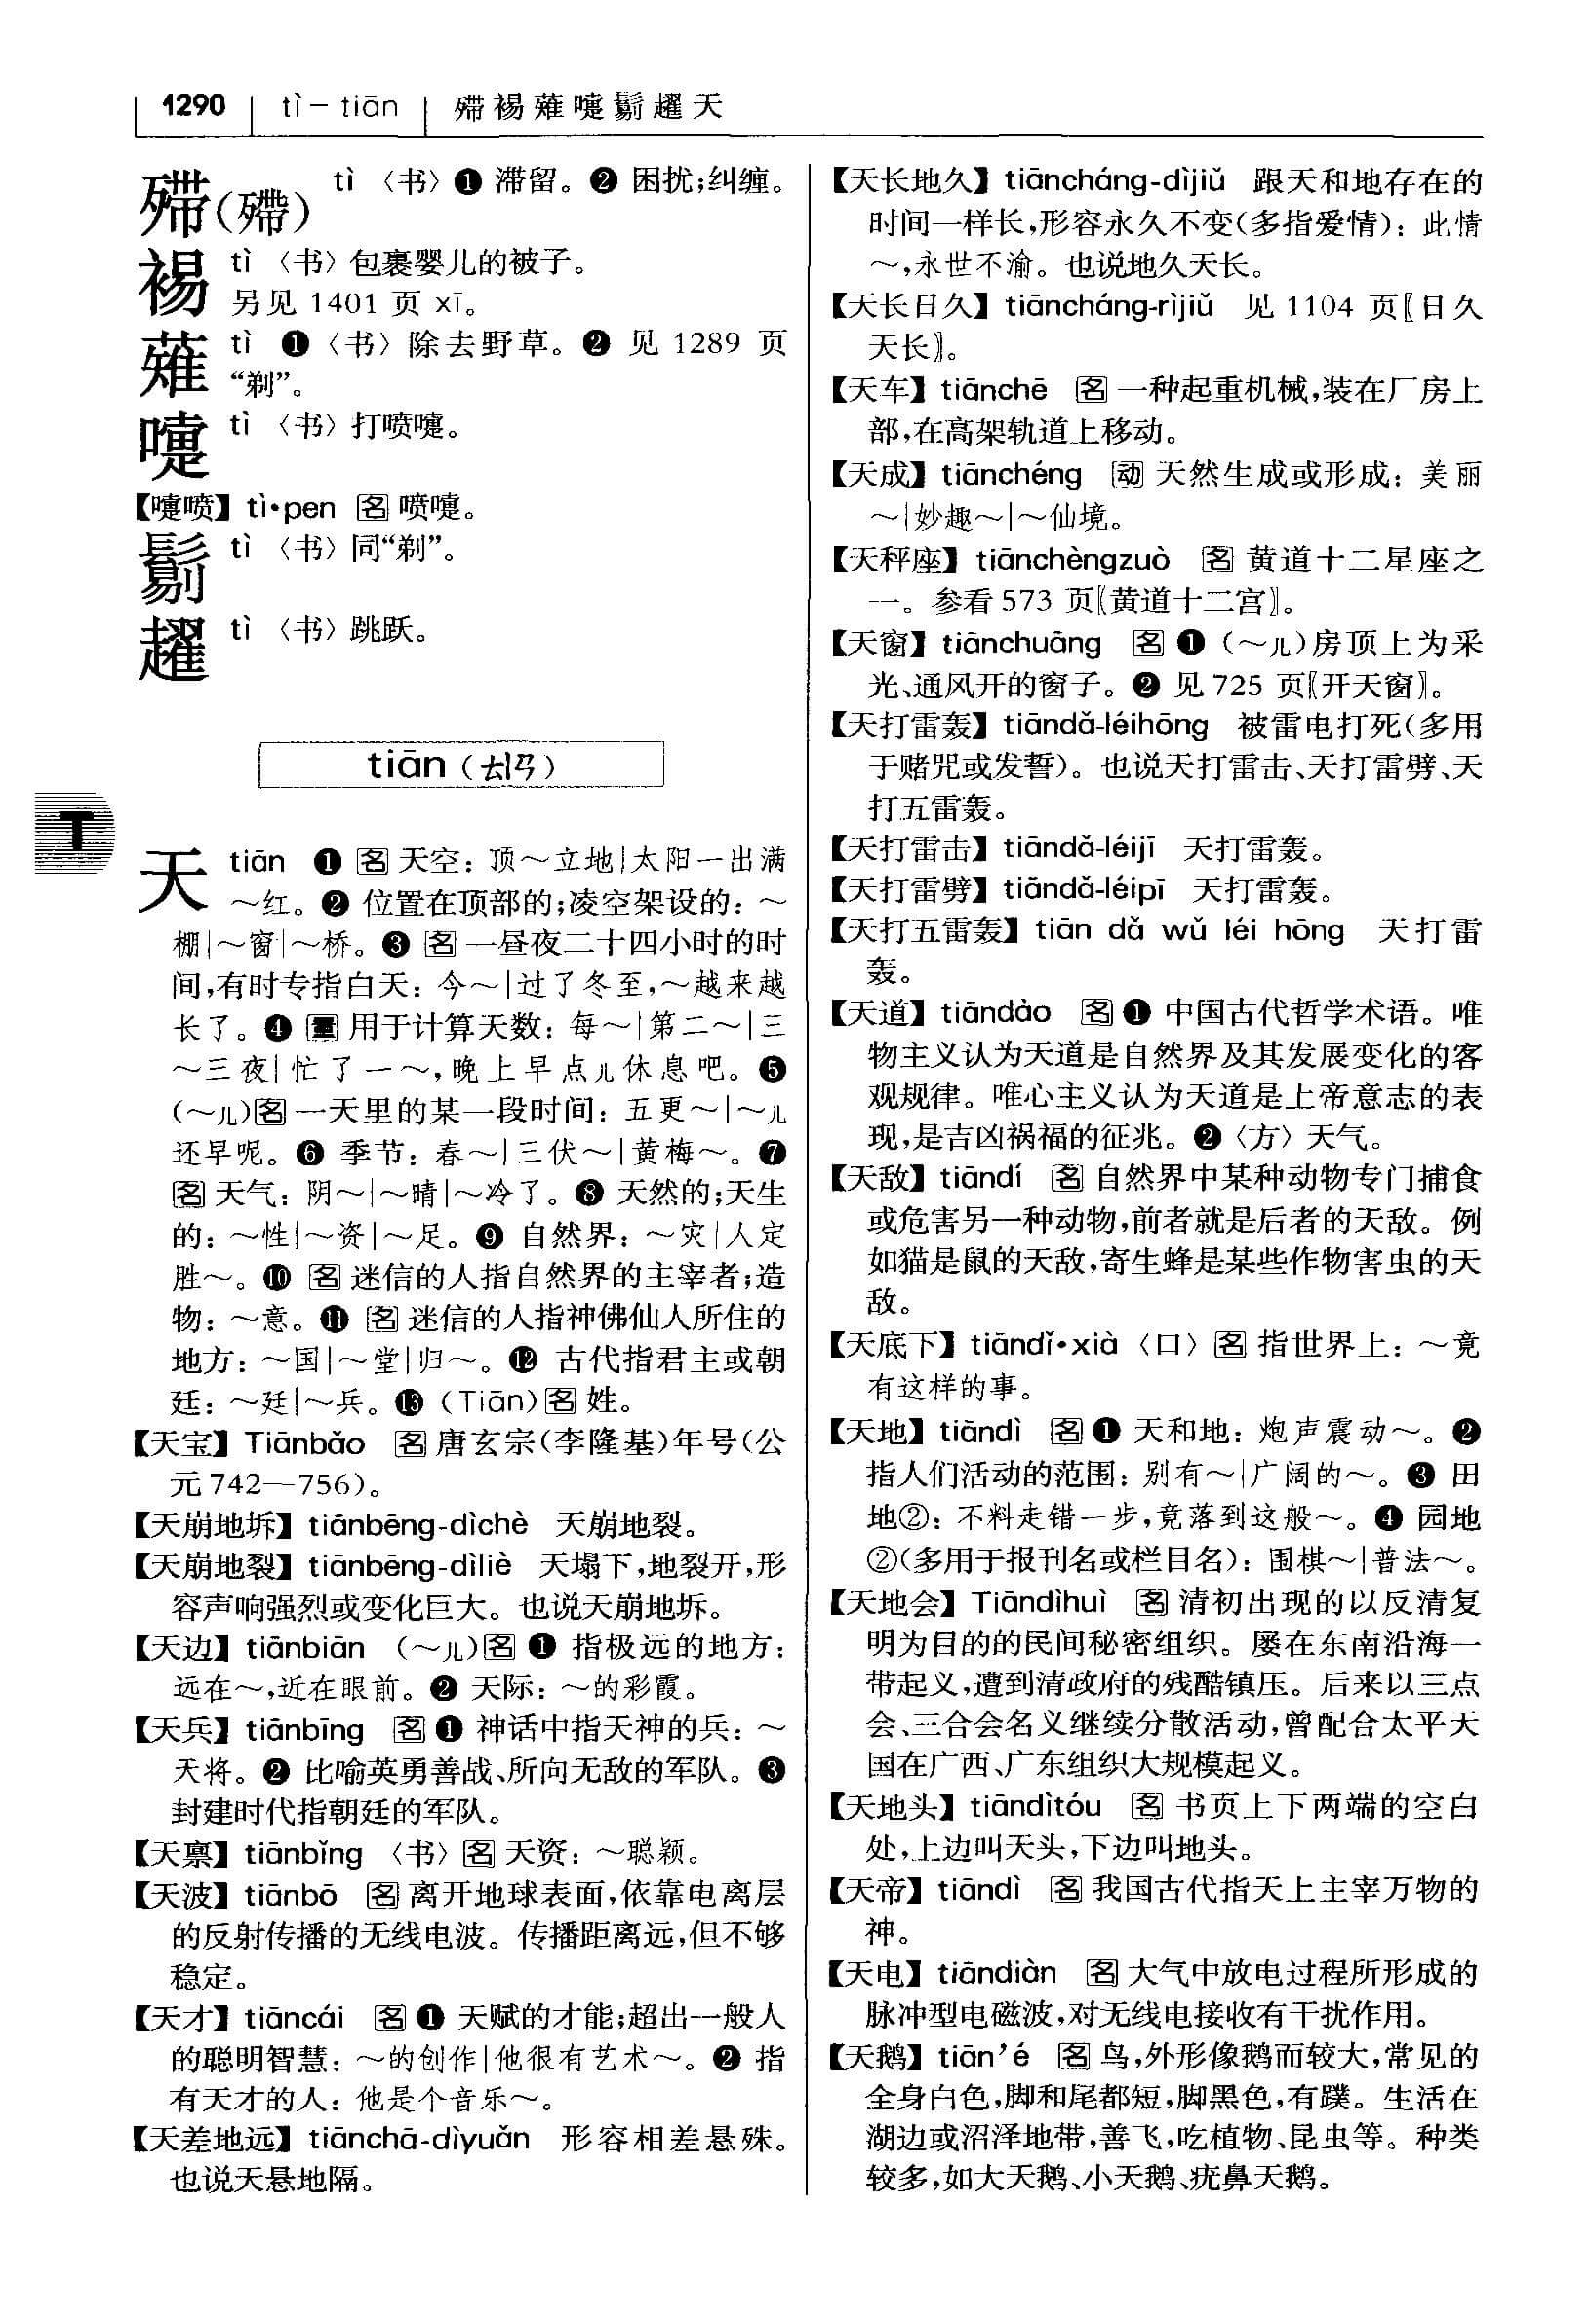 1290 tì－tiān 殢裼薙嚏鬄趯天
殢(殢) tì 〈书〉❶ 滞留。❷ 困扰;纠缠。
裼 tì 〈书〉包裹婴儿的被子。
另见 1401 页 xī。
薙 tì ❶〈书〉除去野草。❷ 见 1289 页
“剃”。
嚏 tì 〈书〉打喷嚏。
【嚏喷】tì•pen 名 喷嚏。
鬄 tì 〈书〉同“剃”。
趯 tì 〈书〉跳跃。
tiān (ㄊㄧㄢ)
T
天 tiān ❶ 名 天空：顶～立地|太阳一出满
～红。❷ 位置在顶部的;凌空架设的：～
棚|～窗|～桥。❸ 名 一昼夜二十四小时的时
间,有时专指白天：今～|过了冬至,～越来越
长了。❹ 量 用于计算天数：每～|第二～|三
～三夜|忙了一～,晚上早点儿休息吧。❺
(～儿)名 一天里的某一段时间：五更～|～儿
还早呢。❻ 季节：春～|三伏～|黄梅～。❼
名 天气：阴～|～晴|～冷了。❽ 天然的;天生
的：～性|～资|～足。❾ 自然界：～灾|人定
胜～。❿ 名 迷信的人指自然界的主宰者;造
物：～意。⓫ 名 迷信的人指神佛仙人所住的
地方：～国|～堂|归～。⓬ 古代指君主或朝
廷：～廷|～兵。⓭ (Tiān)名 姓。
【天宝】Tiānbǎo 名 唐玄宗(李隆基)年号(公
元 742—756)。
【天崩地坼】tiānbēng-dìchè 天崩地裂。
【天崩地裂】tiānbēng-dìliè 天塌下,地裂开,形
容声响强烈或变化巨大。也说天崩地坼。
【天边】tiānbiān (～儿)名 ❶ 指极远的地方：
远在～,近在眼前。❷ 天际：～的彩霞。
【天兵】tiānbīng 名 ❶ 神话中指天神的兵：～
天将。❷ 比喻英勇善战、所向无敌的军队。❸
封建时代指朝廷的军队。
【天禀】tiānbǐng 〈书〉名 天资：～聪颖。
【天波】tiānbō 名 离开地球表面,依靠电离层
的反射传播的无线电波。传播距离远,但不够
稳定。
【天才】tiāncái 名 ❶ 天赋的才能;超出一般人
的聪明智慧：～的创作|他很有艺术～。❷ 指
有天才的人：他是个音乐～。
【天差地远】tiānchā-dìyuǎn 形容相差悬殊。
也说天悬地隔。
【天长地久】tiāncháng-dìjiǔ 跟天和地存在的
时间一样长,形容永久不变(多指爱情)：此情
～,永世不渝。也说地久天长。
【天长日久】tiāncháng-rìjiǔ 见 1104 页〖日久
天长〗。
【天车】tiānchē 名 一种起重机械,装在厂房上
部,在高架轨道上移动。
【天成】tiānchéng 动 天然生成或形成：美丽
～|妙趣～|～仙境。
【天秤座】tiānchèngzuò 名 黄道十二星座之
一。参看 573 页〖黄道十二宫〗。
【天窗】tiānchuāng 名 ❶ (～儿)房顶上为采
光、通风开的窗子。❷ 见 725 页〖开天窗〗。
【天打雷轰】tiāndǎ-léihōng 被雷电打死(多用
于赌咒或发誓)。也说天打雷击、天打雷劈、天
打五雷轰。
【天打雷击】tiāndǎ-léijī 天打雷轰。
【天打雷劈】tiāndǎ-léipī 天打雷轰。
【天打五雷轰】tiān dǎ wǔ léi hōng 天打雷
轰。
【天道】tiāndào 名 ❶ 中国古代哲学术语。唯
物主义认为天道是自然界及其发展变化的客
观规律。唯心主义认为天道是上帝意志的表
现,是吉凶祸福的征兆。❷〈方〉天气。
【天敌】tiāndí 名 自然界中某种动物专门捕食
或危害另一种动物,前者就是后者的天敌。例
如猫是鼠的天敌,寄生蜂是某些作物害虫的天
敌。
【天底下】tiāndǐ•xià〈口〉名 指世界上：～竟
有这样的事。
【天地】tiāndì 名 ❶ 天和地：炮声震动～。❷
指人们活动的范围：别有～|广阔的～。❸ 田
地②：不料走错一步,竟落到这般～。❹ 园地
②(多用于报刊名或栏目名)：围棋～|普法～。
【天地会】Tiāndìhuì 名 清初出现的以反清复
明为目的的民间秘密组织。屡在东南沿海一
带起义,遭到清政府的残酷镇压。后来以三点
会、三合会名义继续分散活动,曾配合太平天
国在广西、广东组织大规模起义。
【天地头】tiāndìtóu 名 书页上下两端的空白
处,上边叫天头,下边叫地头。
【天帝】tiāndì 名 我国古代指天上主宰万物的
神。
【天电】tiāndiàn 名 大气中放电过程所形成的
脉冲型电磁波,对无线电接收有干扰作用。
【天鹅】tiān’é 名 鸟,外形像鹅而较大,常见的
全身白色,脚和尾都短,脚黑色,有蹼。生活在
湖边或沼泽地带,善飞,吃植物、昆虫等。种类
较多,如大天鹅、小天鹅、疣鼻天鹅。